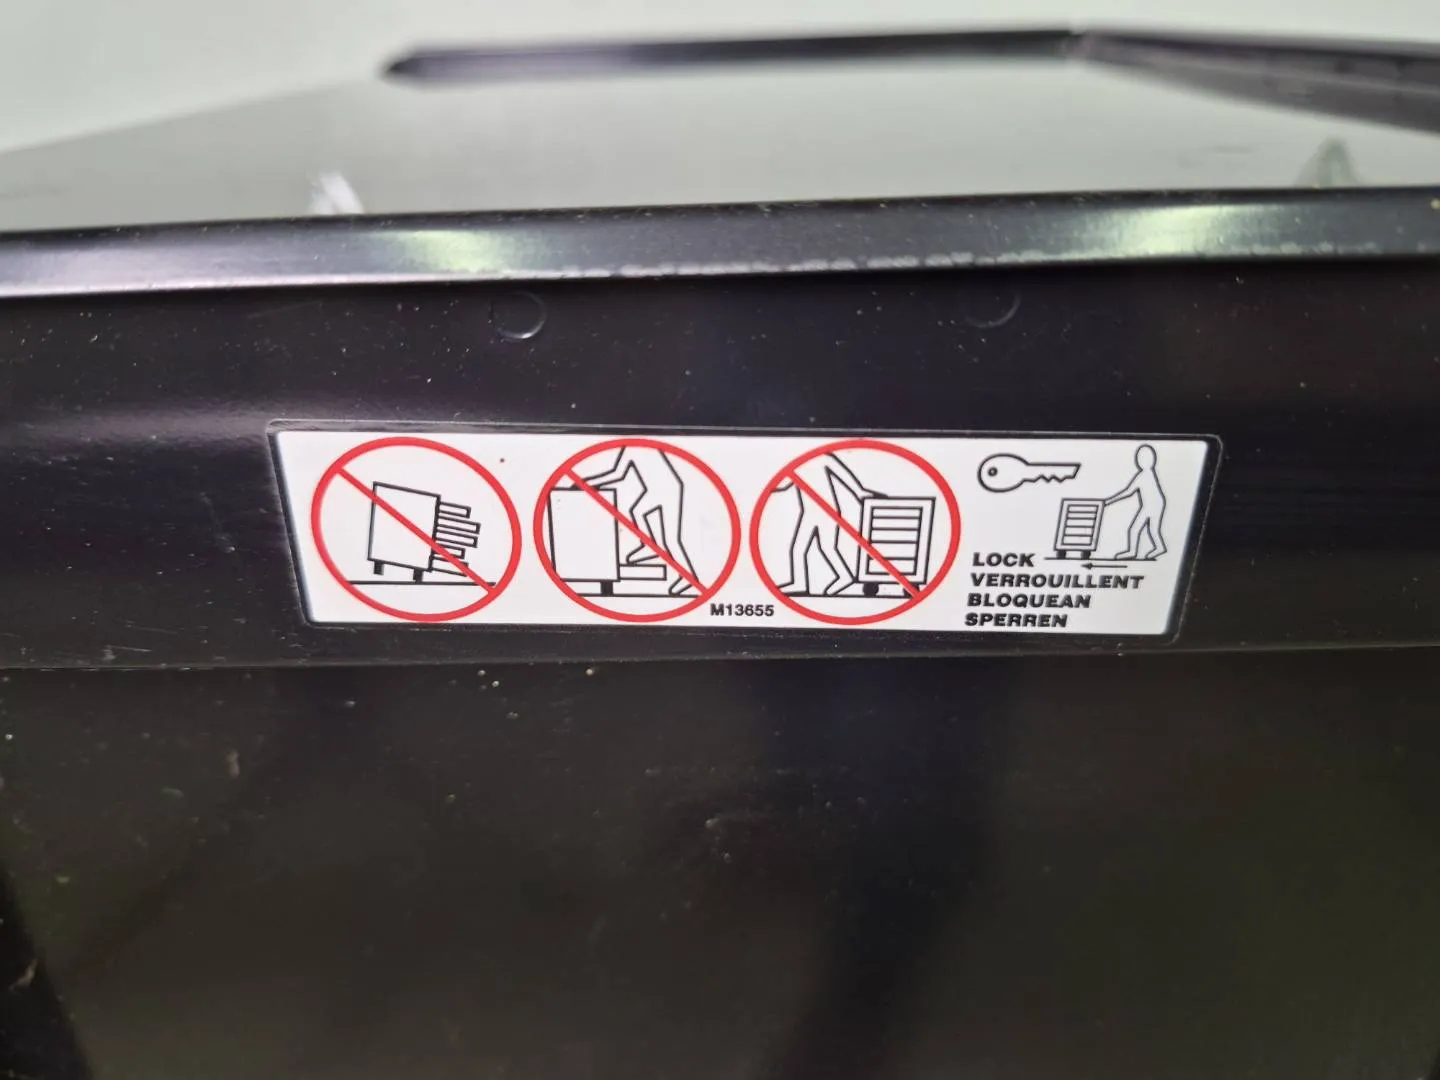 M13655
LOCK
VERROUILLENT
BLOQUEAN
SPERREN